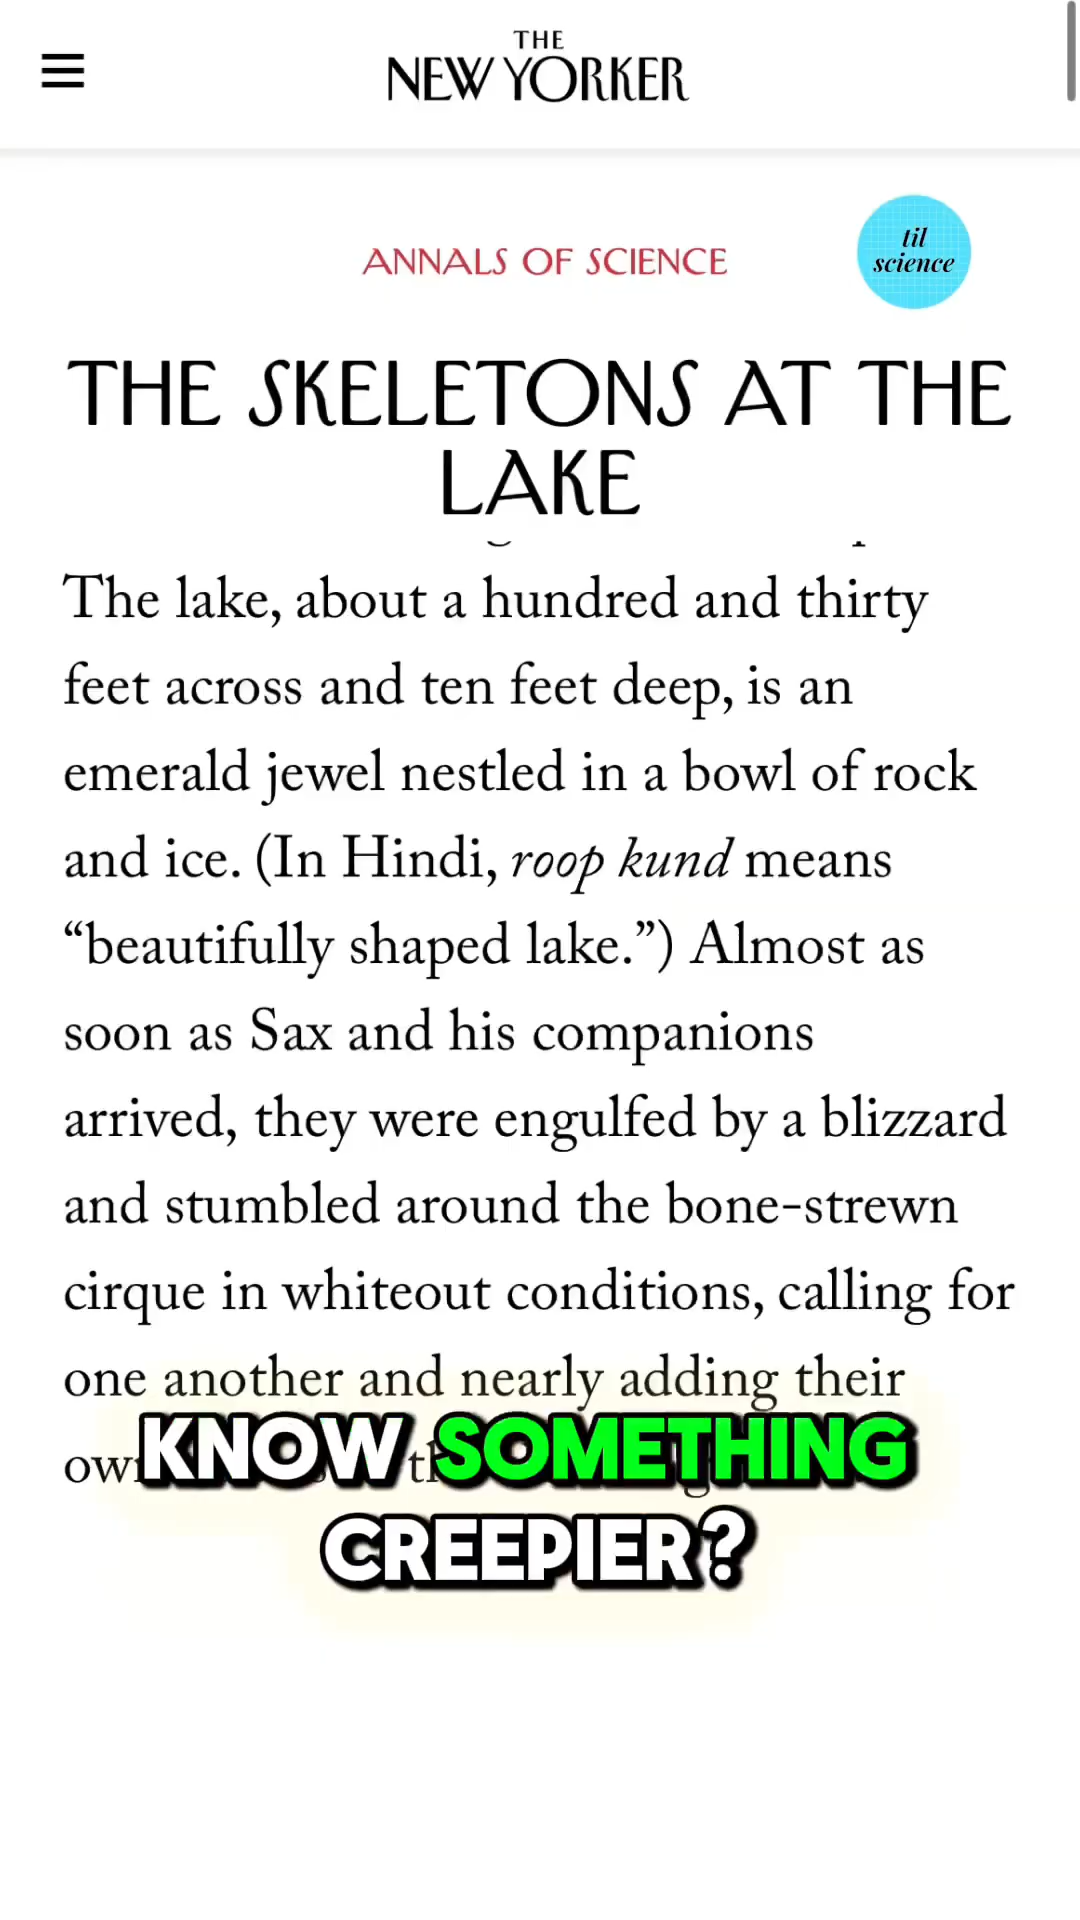 THE
NEW YORKER
ANNALS OF SCIENCE
til
science
THE SKELETONS AT THE
LAKE
The lake, about a hundred and thirty
feet across and ten feet deep, is an
emerald jewel nestled in a bowl of rock
and ice. (In Hindi, roop kund means
“beautifully shaped lake.”) Almost as
soon as Sax and his companions
arrived, they were engulfed by a blizzard
and stumbled around the bone-strewn
cirque in whiteout conditions, calling for
one another and nearly adding their
KNOW SOMETHING
CREEPIER?